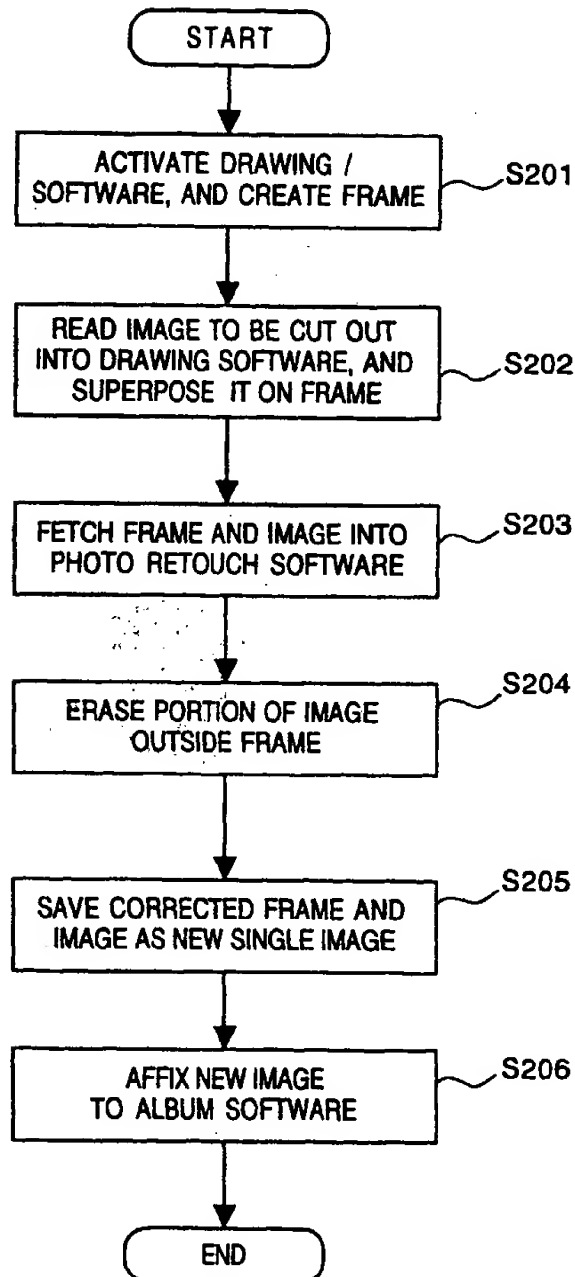 START
ACTIVATE DRAWING /
SOFTWARE, AND CREATE FRAME
S201
READ IMAGE TO BE CUT OUT
INTO DRAWING SOFTWARE, AND
SUPERPOSE IT ON FRAME
S202
FETCH FRAME AND IMAGE INTO
PHOTO RETOUCH SOFTWARE
S203
ERASE PORTION OF IMAGE
OUTSIDE FRAME
S204
SAVE CORRECTED FRAME AND
IMAGE AS NEW SINGLE IMAGE
S205
AFFIX NEW IMAGE
TO ALBUM SOFTWARE
S206
END